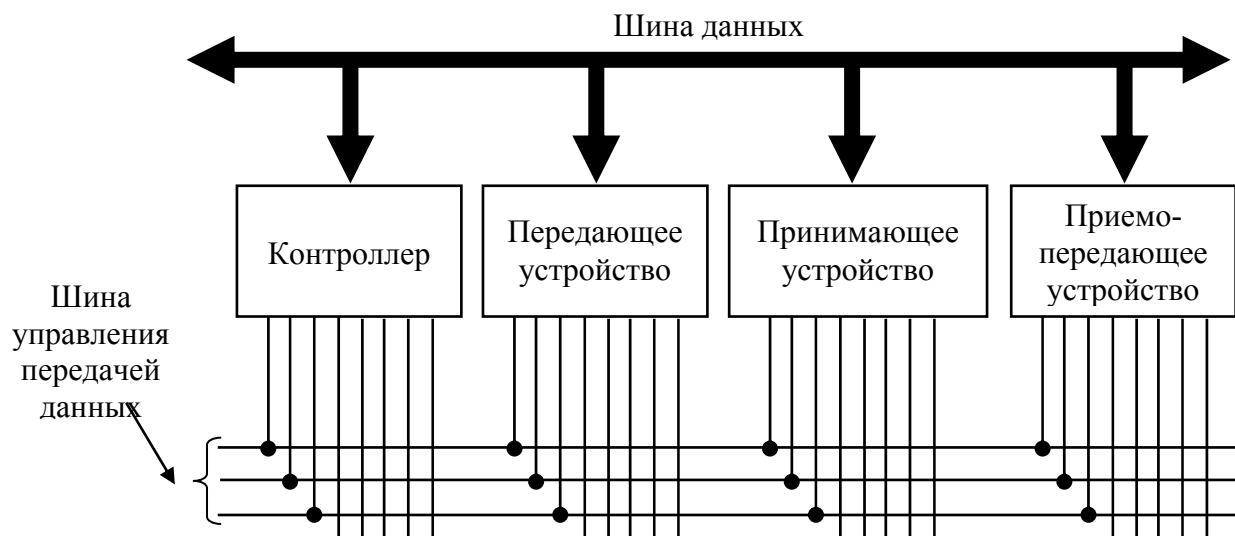 Шина данных
Контроллер
Передающее
устройство
Принимающее
устройство
Приемо-
передающее
устройство
Шина
управления
передачей
данных